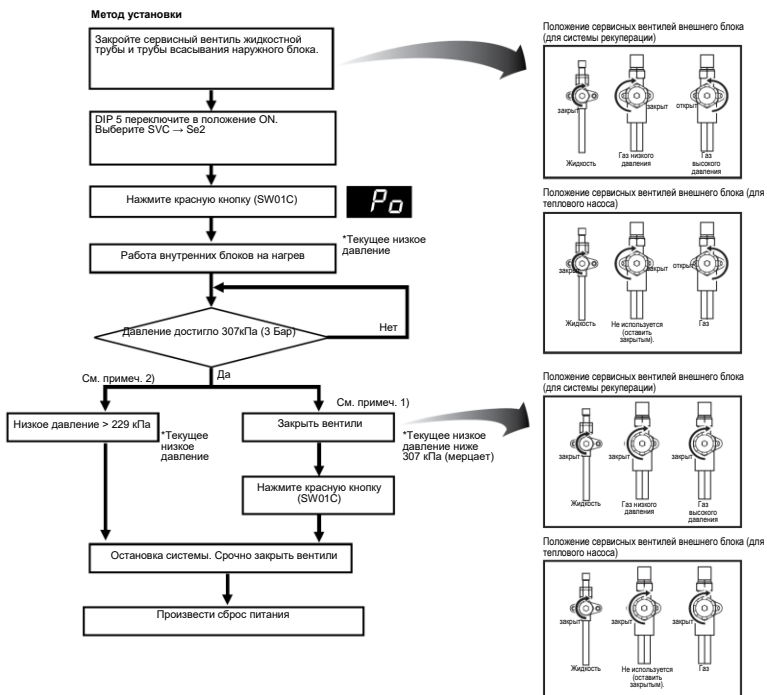 Метод установки
Закройте сервисный вентиль жидкостной
трубы и трубы всасывания наружного блока.
DIP 5 переключите в положение ON.
Выберите SVC → Se2
Нажмите красную кнопку (SW01C)
Po
*Текущее низкое
давление
Работа внутренних блоков на нагрев
Давление достигло 307кПа (3 Бар)
Нет
Да
См. примеч. 2)
См. примеч. 1)
Низкое давление > 229 кПа
*Текущее
низкое
давление
Закрыть вентили
*Текущее низкое
давление ниже
307 кПа (мерцает)
Нажмите красную кнопку
(SW01C)
Остановка системы. Срочно закрыть вентили
Произвести сброс питания
Положение сервисных вентилей внешнего блока
(для системы рекуперации)
закрыт
закрыт
открыт
Жидкость
Газ низкого
давления
Газ
высокого
давления
Положение сервисных вентилей внешнего блока (для
теплового насоса)
закрыт
закрыт
открыт
Жидкость
Не используется
(оставить
закрытым).
Газ
Положение сервисных вентилей внешнего блока
(для системы рекуперации)
закрыт
закрыт
закрыт
Жидкость
Газ низкого
давления
Газ
высокого
давления
Положение сервисных вентилей внешнего блока (для
теплового насоса)
закрыт
закрыт
закрыт
Жидкость
Не используется
(оставить
закрытым).
Газ